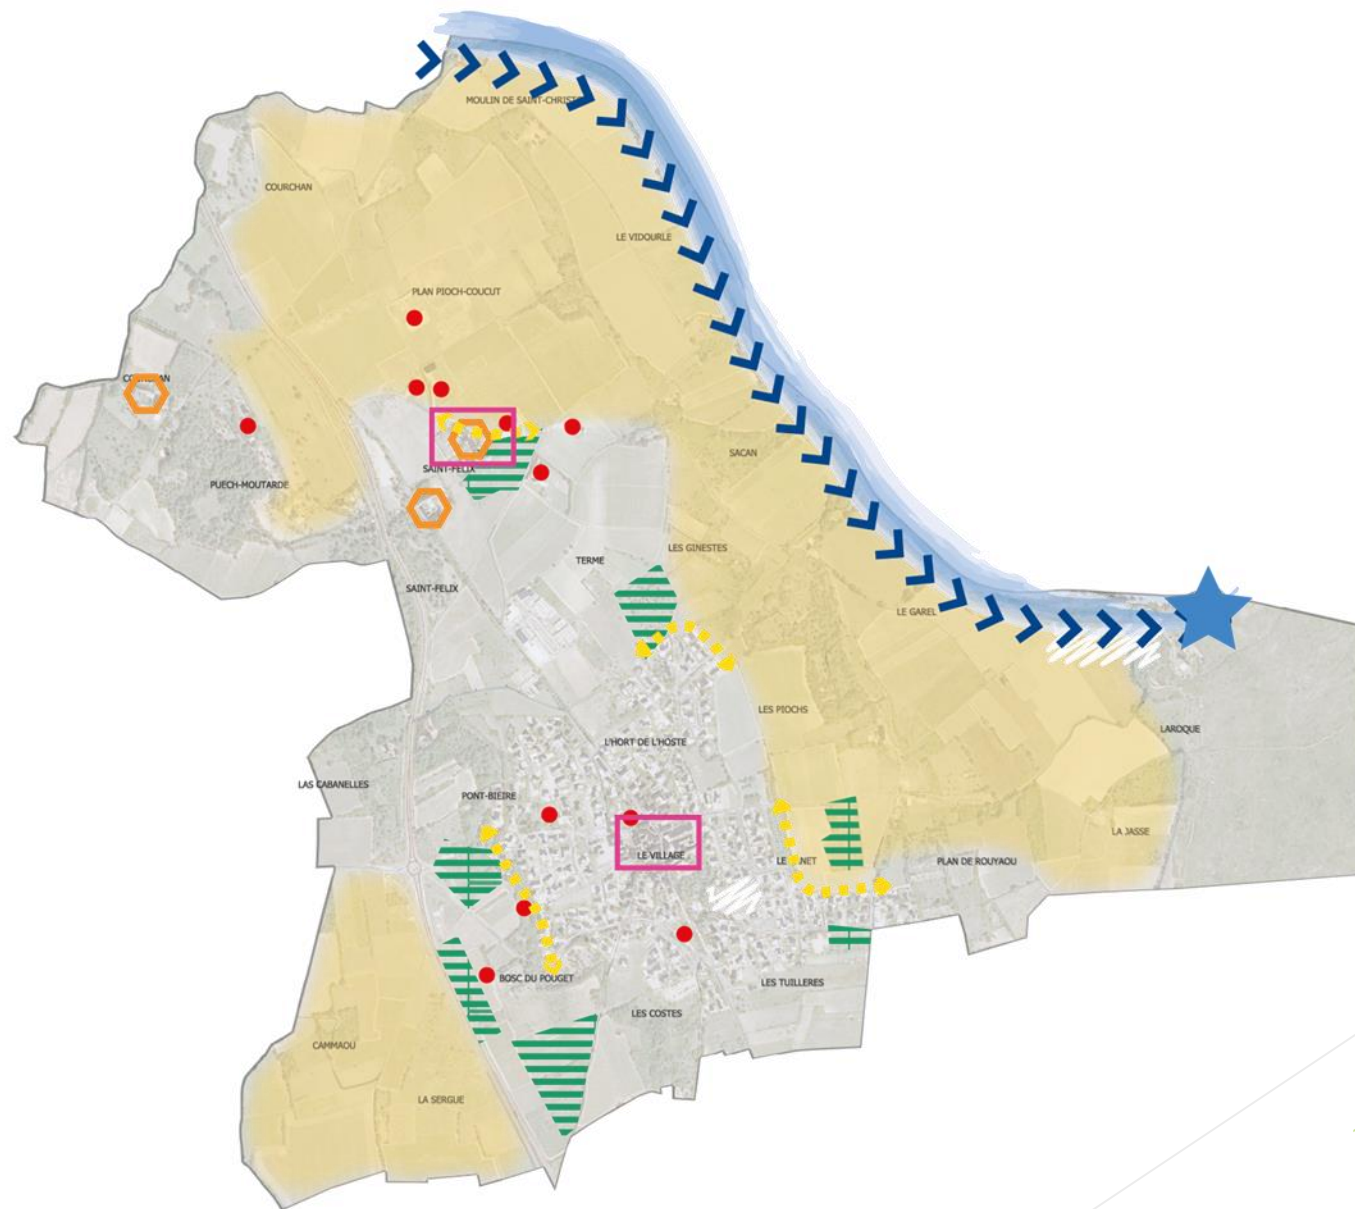 MOULIN DE SAINT-CHRIST
COURCHAN
LE VIDOURLE
PLAN PIOCH-COUCUT
SACAN
SAINT-FELIX
PUECH-MOUTARDE
LES GINESTES
TERME
SAINT-FELIX
LE GAREL
LES PIOCHS
LAROQUE
L'HORT DE L'HOSTE
LAS CABANELLES
PONT-BIEIRE
LA JASSE
LE VILLAGE
PLAN DE ROUYAOU
BOSC DU POUGET
LES TUILLERES
LES COSTES
CAMMAOU
LA SERGUE